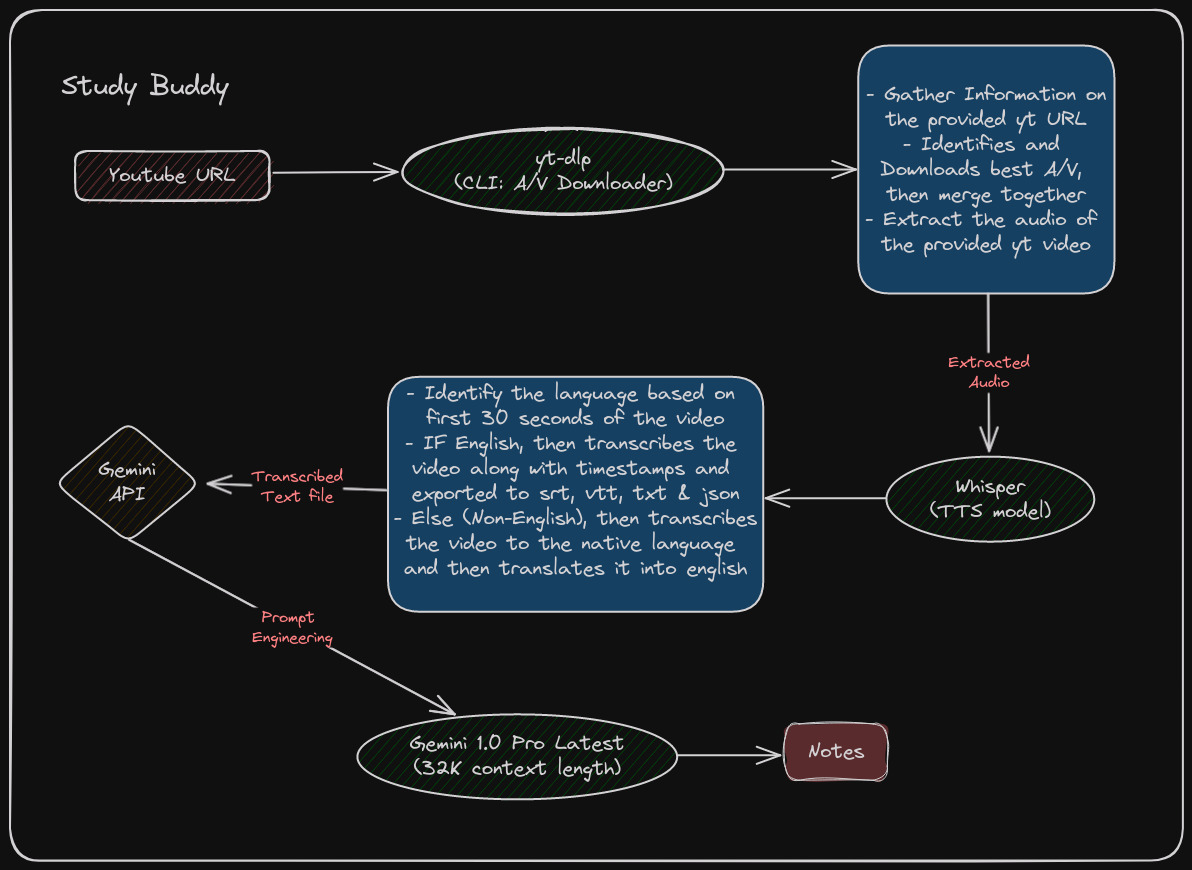 Study Buddy
Youtube URL
yt-dlp
(CLI: A/V Downloader)
- Gather Information on
the provided yt URL
- Identifies and
Downloads best A/V,
then merge together
- Extract the audio of
the provided yt video
Extracted
Audio
Whisper
(TTS model)
- Identify the language based on
first 30 seconds of the video
- IF English, then transcribes the
video along with timestamps and
exported to srt, vtt, txt & json
- Else (Non-English), then transcribes
the video to the native language
and then translates it into english
Transcribed
Text file
Gemini
API
Prompt
Engineering
Gemini 1.0 Pro Latest
(32K context length)
Notes